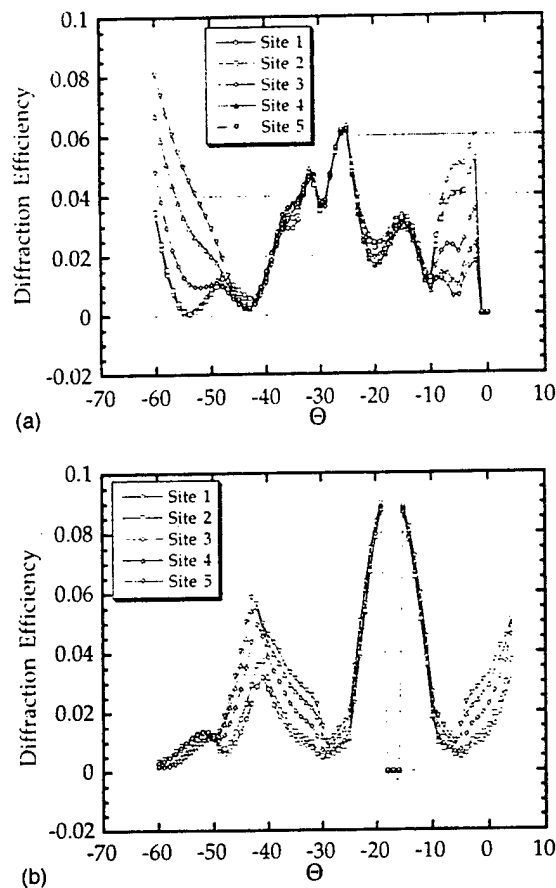 0.1
0.08
0.06
0.04
0.02
0
-0.02
Diffraction Efficiency
Site 1
Site 2
Site 3
Site 4
Site 5
-70 -60 -50 -40 -30 -20 -10 0 10
Θ
(a)
0.1
0.08
0.06
0.04
0.02
0
-0.02
Diffraction Efficiency
Site 1
Site 2
Site 3
Site 4
Site 5
-70 -60 -50 -40 -30 -20 -10 0 10
Θ
(b)